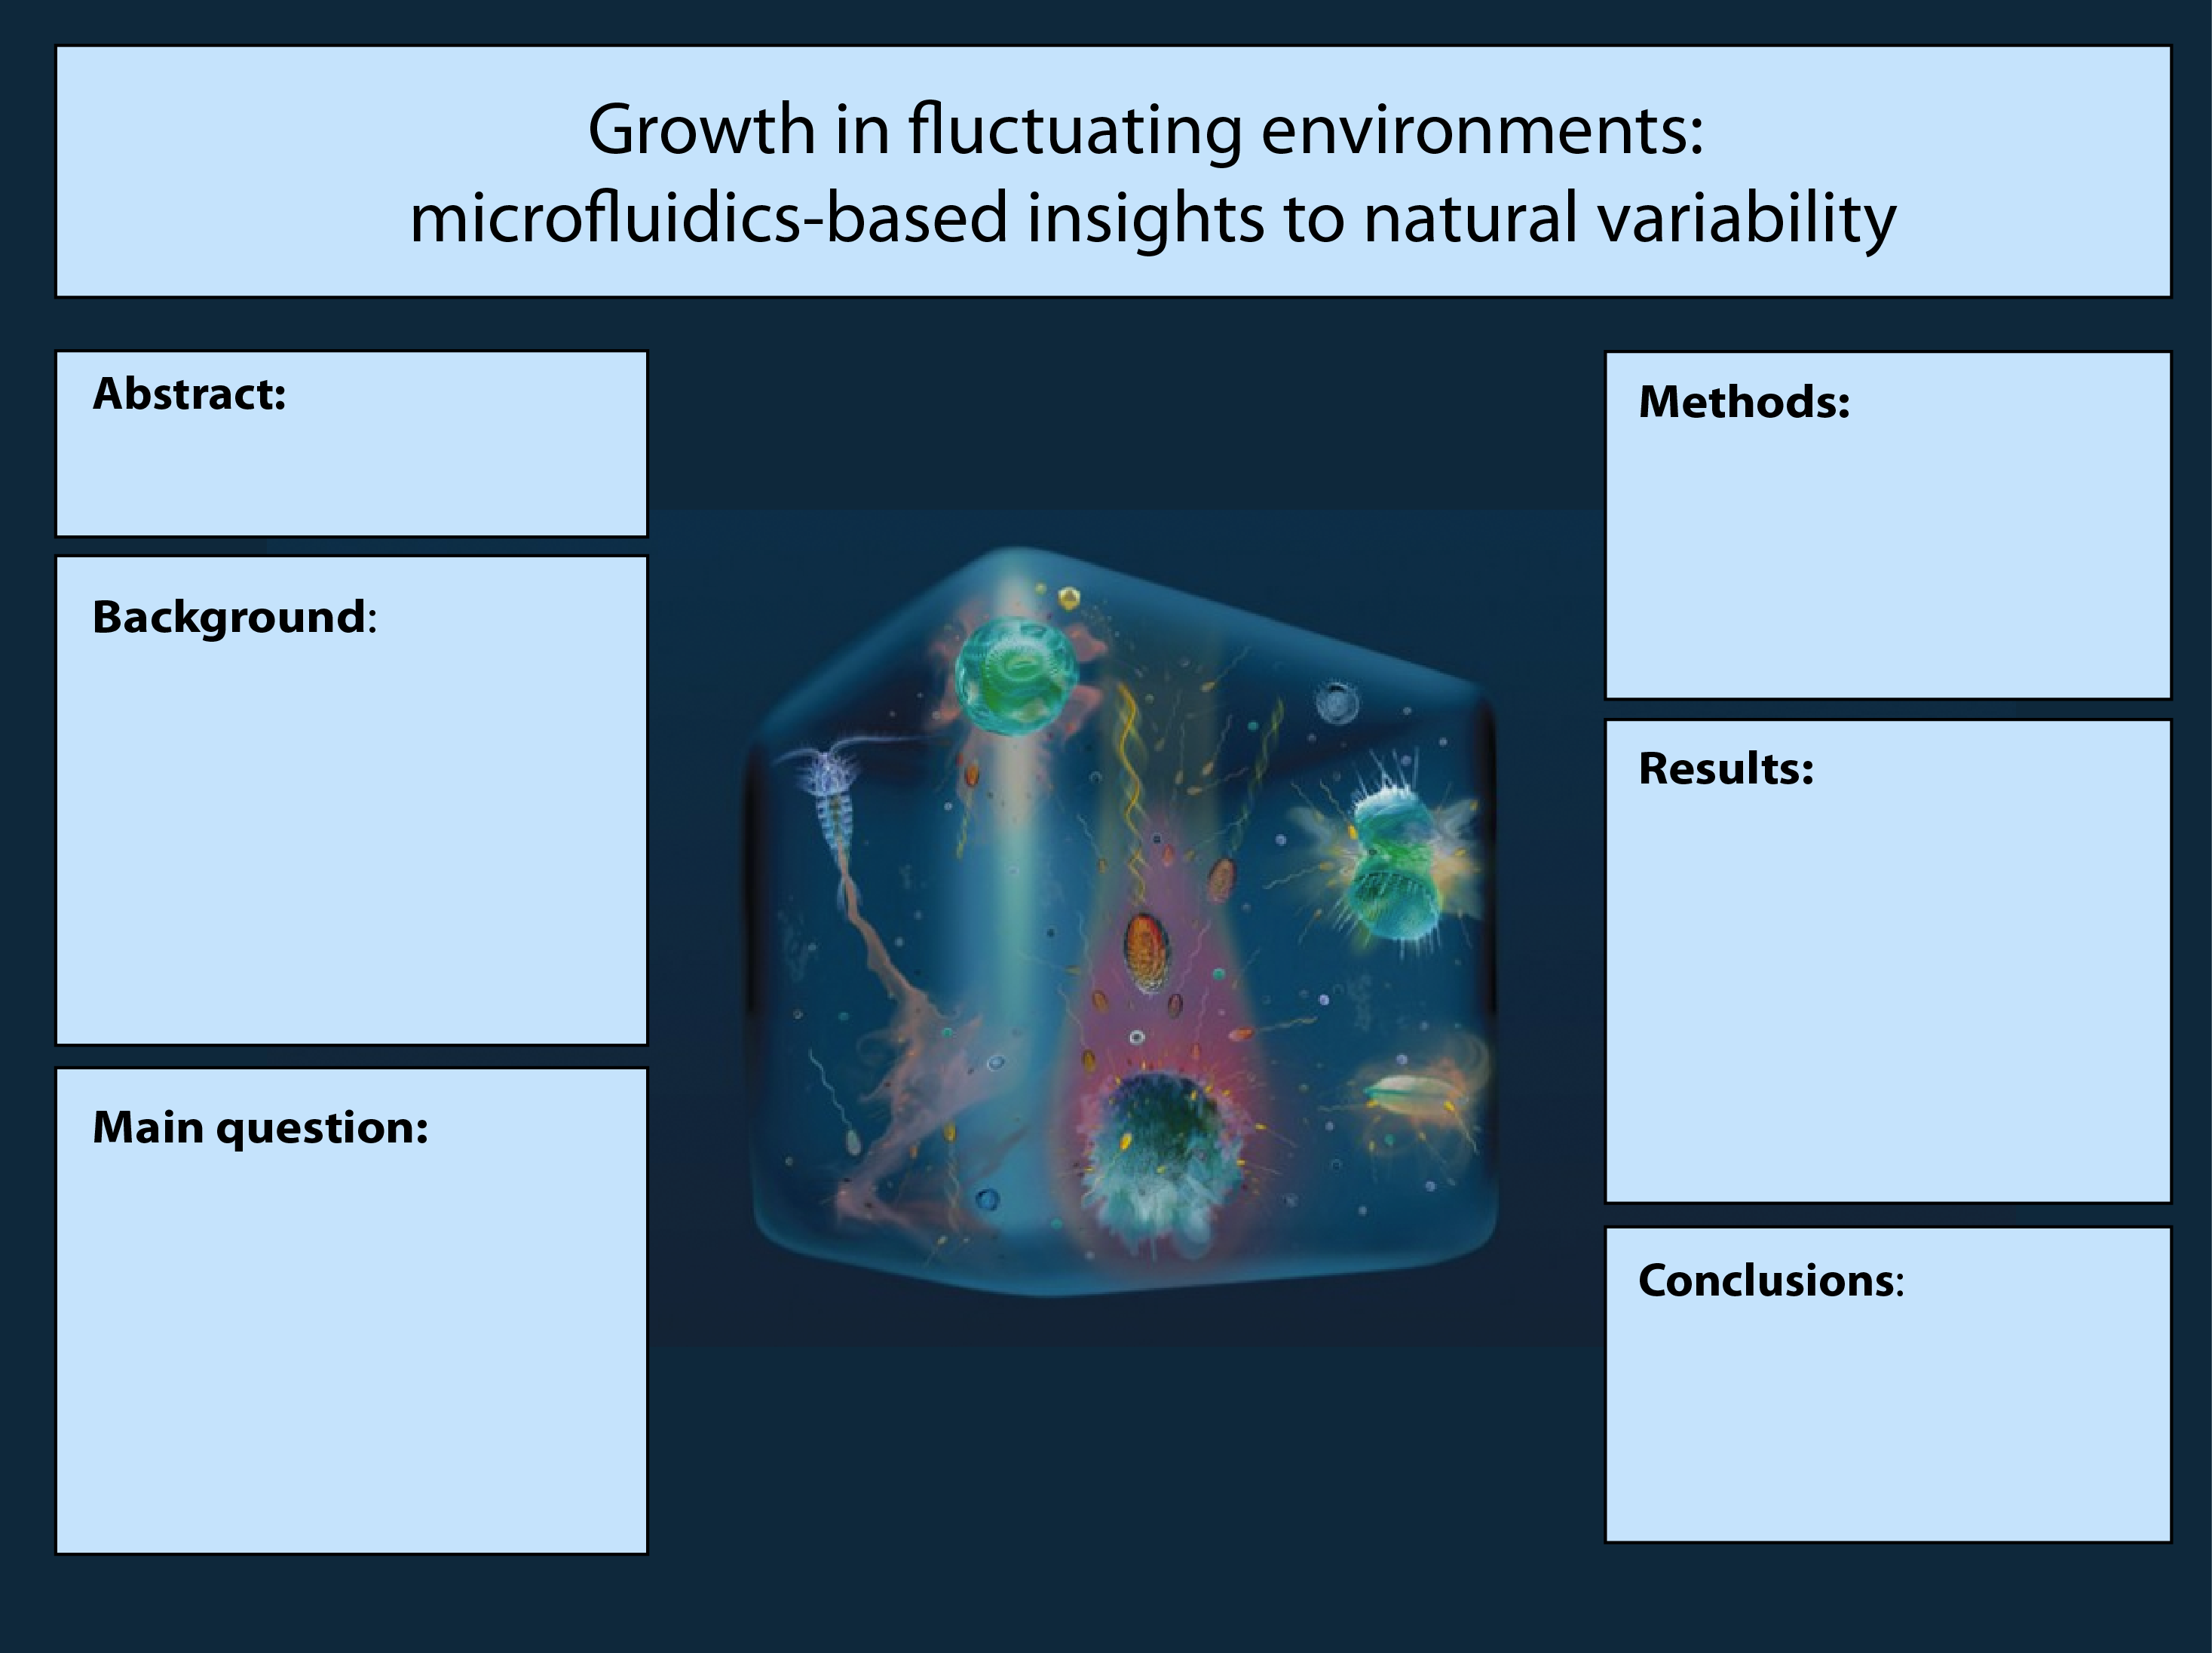 Growth in fluctuating environments:
microfluidics-based insights to natural variability
Abstract:
Background:
Main question:
Methods:
Results:
Conclusions: